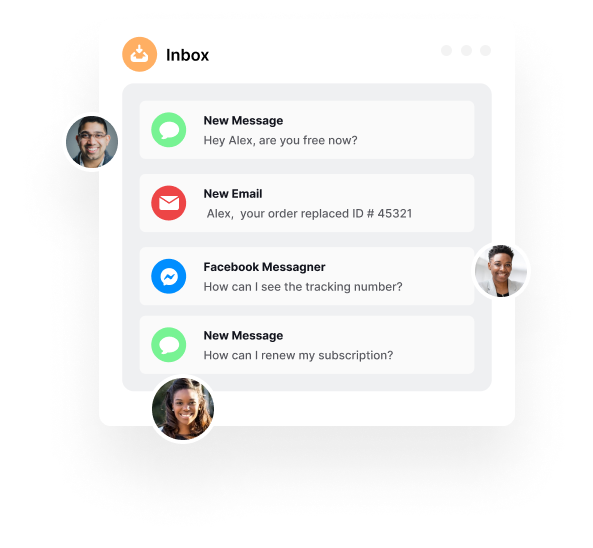 Inbox
New Message
Hey Alex, are you free now?
New Email
Alex, your order replaced ID # 45321
Facebook Messagner
How can I see the tracking number?
New Message
How can I renew my subscription?